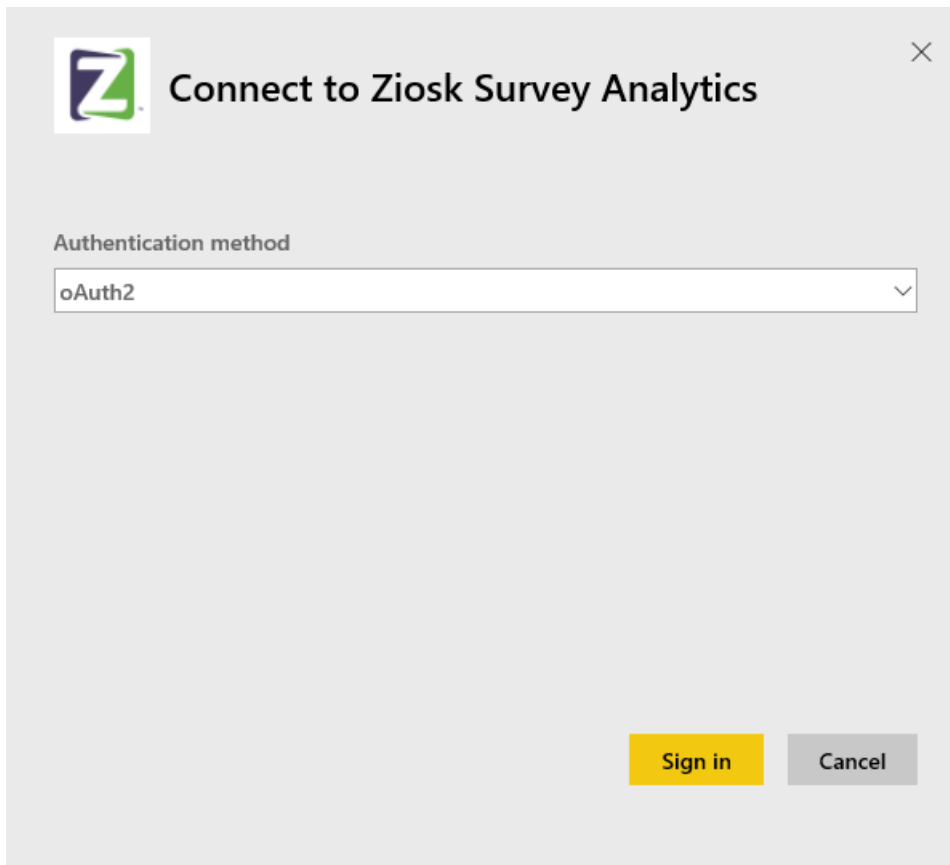 Z
Connect to Ziosk Survey Analytics
Authentication method
oAuth2
Sign in
Cancel